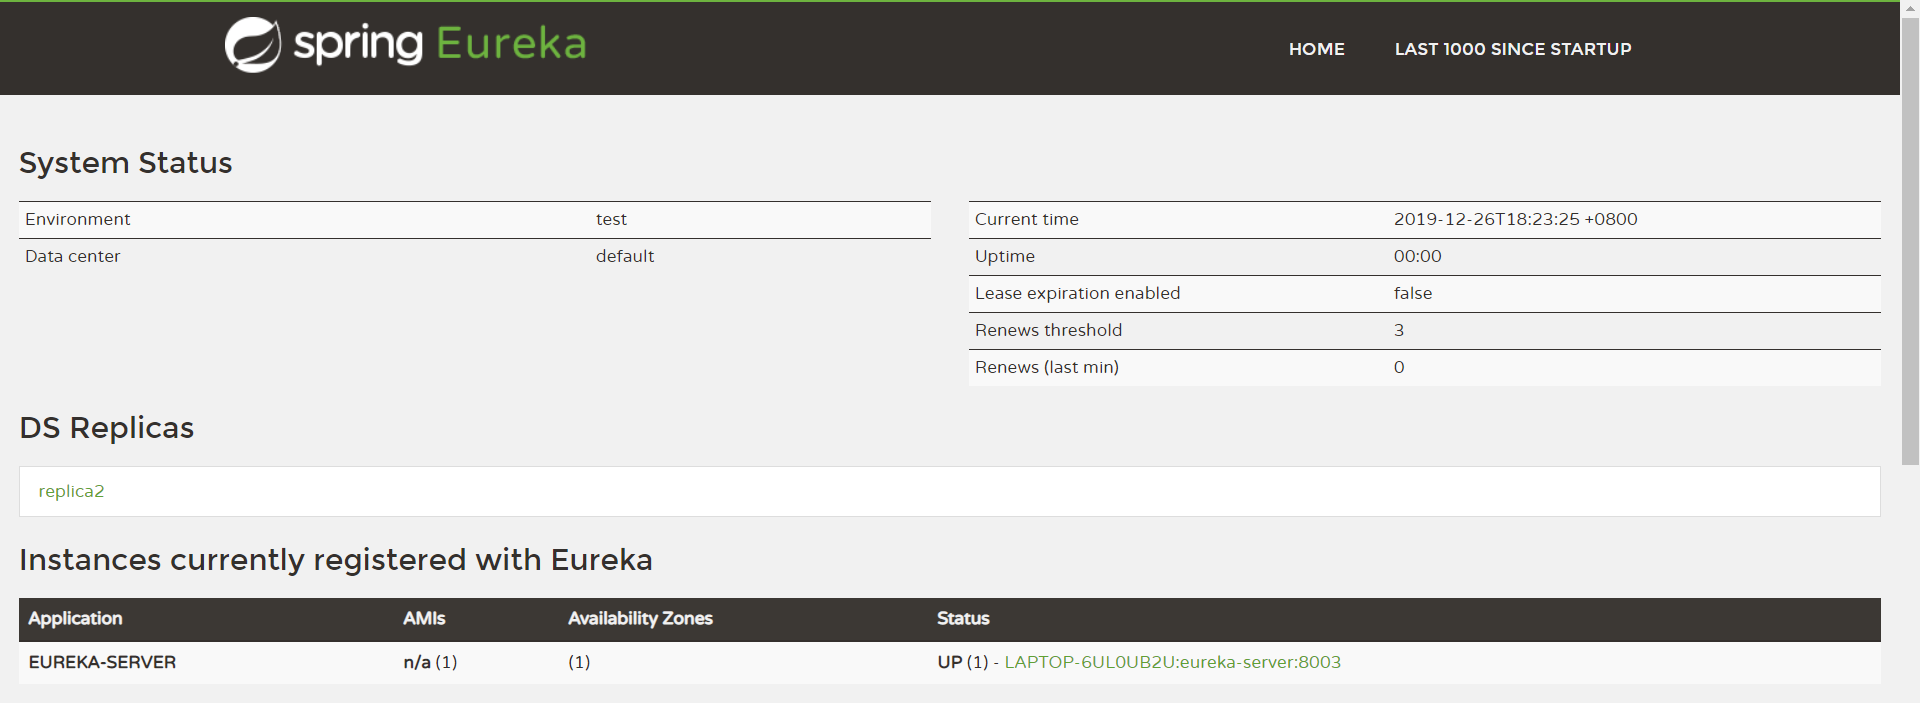 spring Eureka
HOME LAST 1000 SINCE STARTUP
System Status
Environment test
Data center default
Current time 2019-12-26T18:23:25 +0800
Uptime 00:00
Lease expiration enabled false
Renews threshold 3
Renews (last min) 0
DS Replicas
replica2
Instances currently registered with Eureka
Application AMIs Availability Zones Status
EUREKA-SERVER n/a (1) (1) UP (1) - LAPTOP-6UL0UB2U:eureka-server:8003